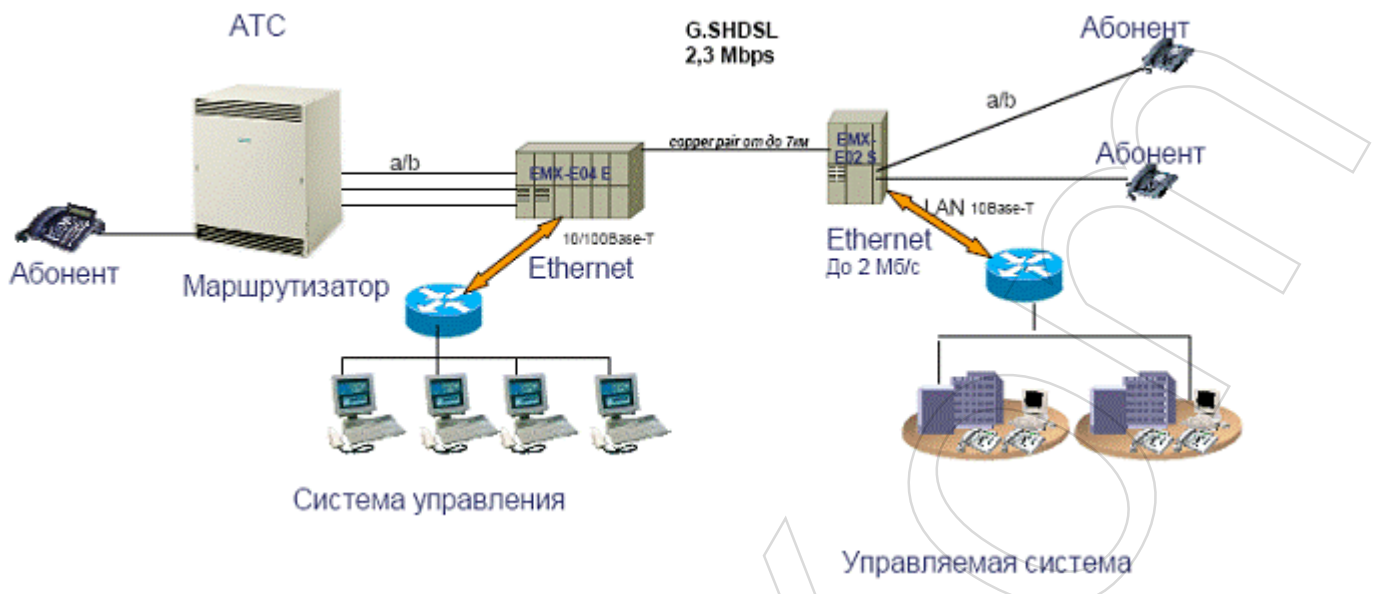 АТС
G.SHDSL
2,3 Mbps
Абонент
a/b
a/b
EMX-E04 E
copper pair от до 7км
EMX-
E02 S
Абонент
LAN 10Base-T
10/100Base-T
Ethernet
Ethernet
До 2 Мб/с
Абонент
Маршрутизатор
Система управления
Управляемая система